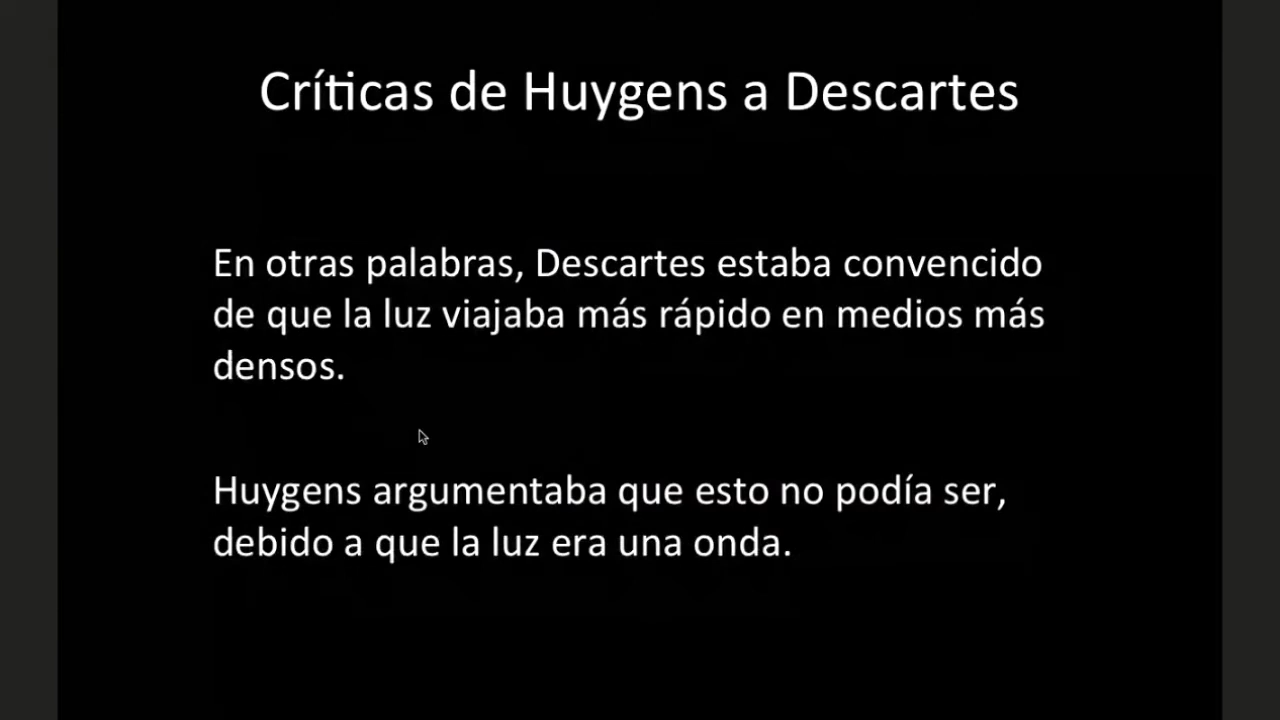 Críticas de Huygens a Descartes
En otras palabras, Descartes estaba convencido
de que la luz viajaba más rápido en medios más
densos.
Huygens argumentaba que esto no podía ser,
debido a que la luz era una onda.